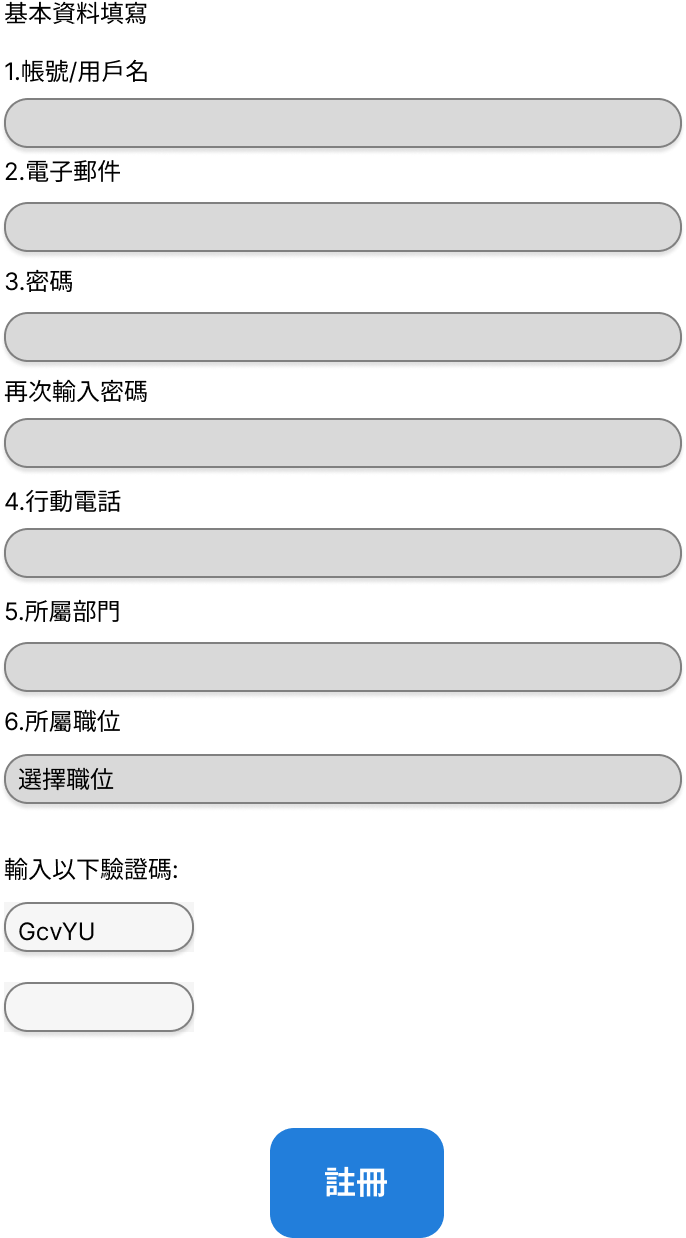 基本資料填寫
1.帳號/用戶名
2.電子郵件
3.密碼
再次輸入密碼
4.行動電話
5.所屬部門
6.所屬職位
選擇職位
輸入以下驗證碼:
GcvYU
註冊